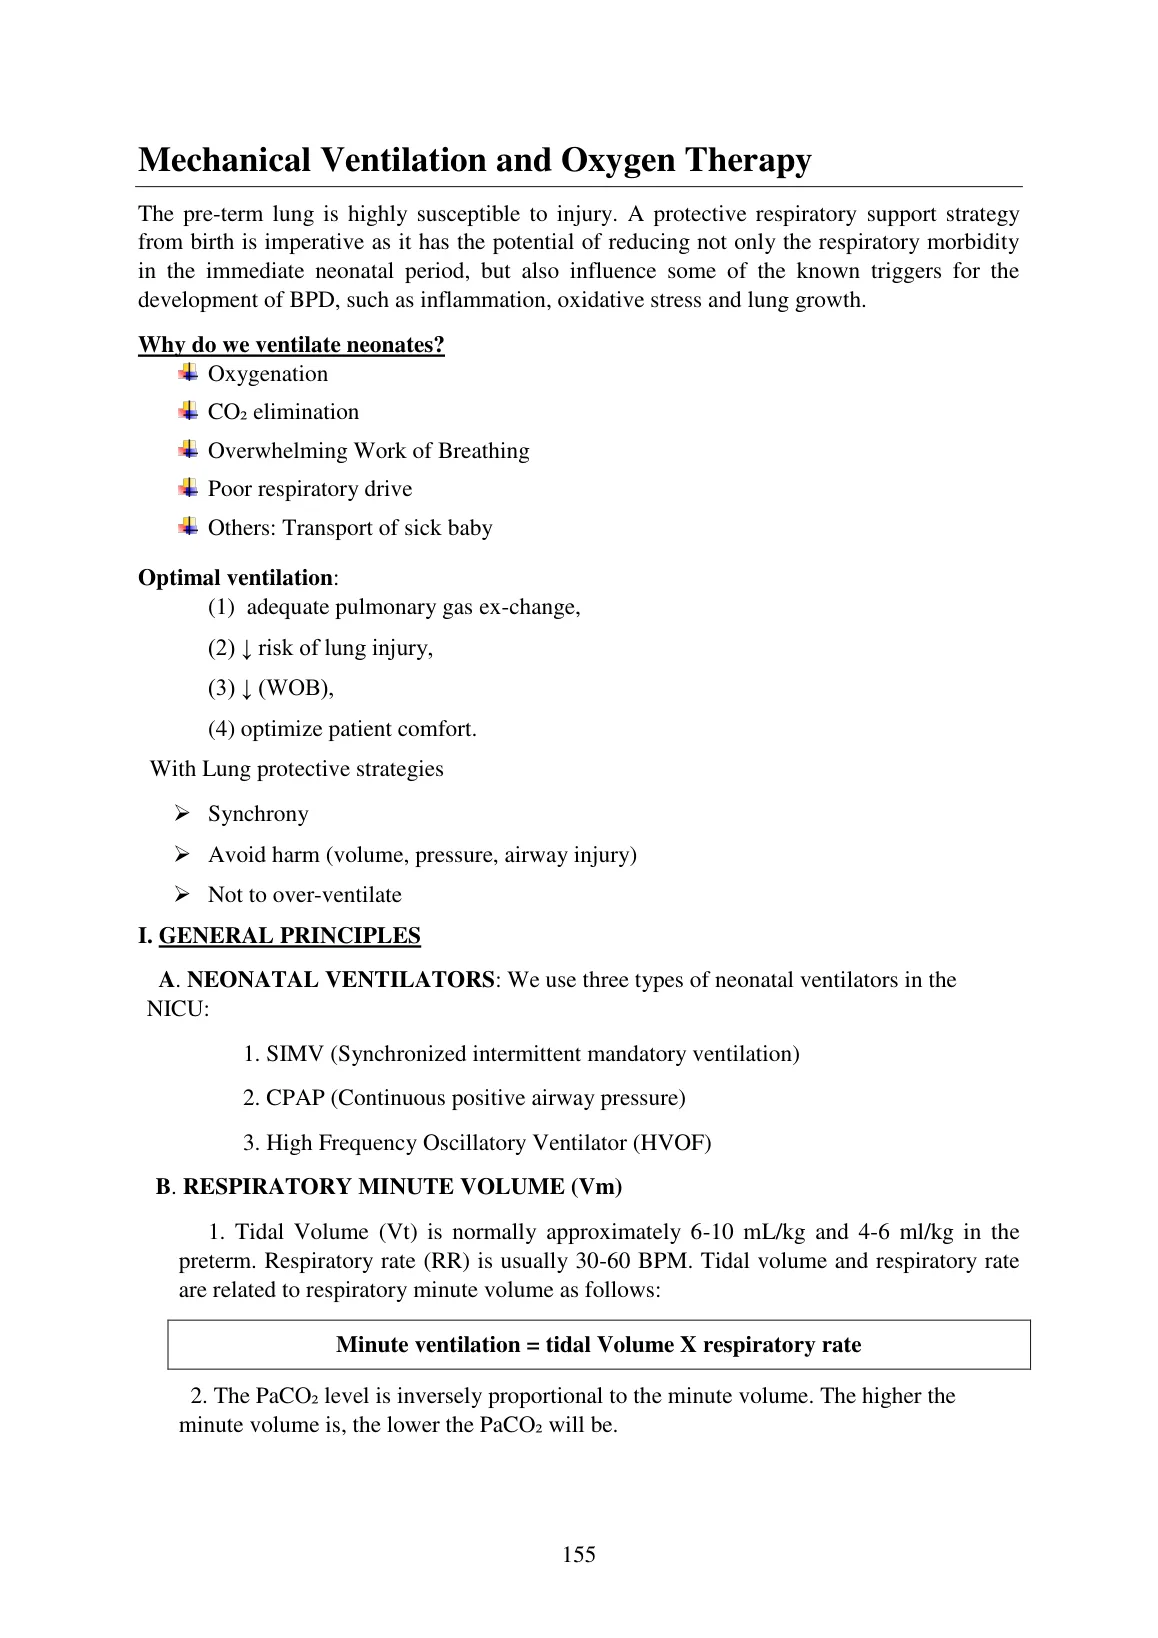 Mechanical Ventilation and Oxygen Therapy
The pre-term lung is highly susceptible to injury. A protective respiratory support strategy
from birth is imperative as it has the potential of reducing not only the respiratory morbidity
in the immediate neonatal period, but also influence some of the known triggers for the
development of BPD, such as inflammation, oxidative stress and lung growth.
Why do we ventilate neonates?
Oxygenation
CO₂ elimination
Overwhelming Work of Breathing
Poor respiratory drive
Others: Transport of sick baby
Optimal ventilation:
(1) adequate pulmonary gas ex-change,
(2) ↓ risk of lung injury,
(3) ↓ (WOB),
(4) optimize patient comfort.
With Lung protective strategies
➢ Synchrony
➢ Avoid harm (volume, pressure, airway injury)
➢ Not to over-ventilate
I. GENERAL PRINCIPLES
A. NEONATAL VENTILATORS: We use three types of neonatal ventilators in the
NICU:
1. SIMV (Synchronized intermittent mandatory ventilation)
2. CPAP (Continuous positive airway pressure)
3. High Frequency Oscillatory Ventilator (HVOF)
B. RESPIRATORY MINUTE VOLUME (Vm)
1. Tidal Volume (Vt) is normally approximately 6-10 mL/kg and 4-6 ml/kg in the
preterm. Respiratory rate (RR) is usually 30-60 BPM. Tidal volume and respiratory rate
are related to respiratory minute volume as follows:
Minute ventilation = tidal Volume X respiratory rate
2. The PaCO₂ level is inversely proportional to the minute volume. The higher the
minute volume is, the lower the PaCO₂ will be.
155